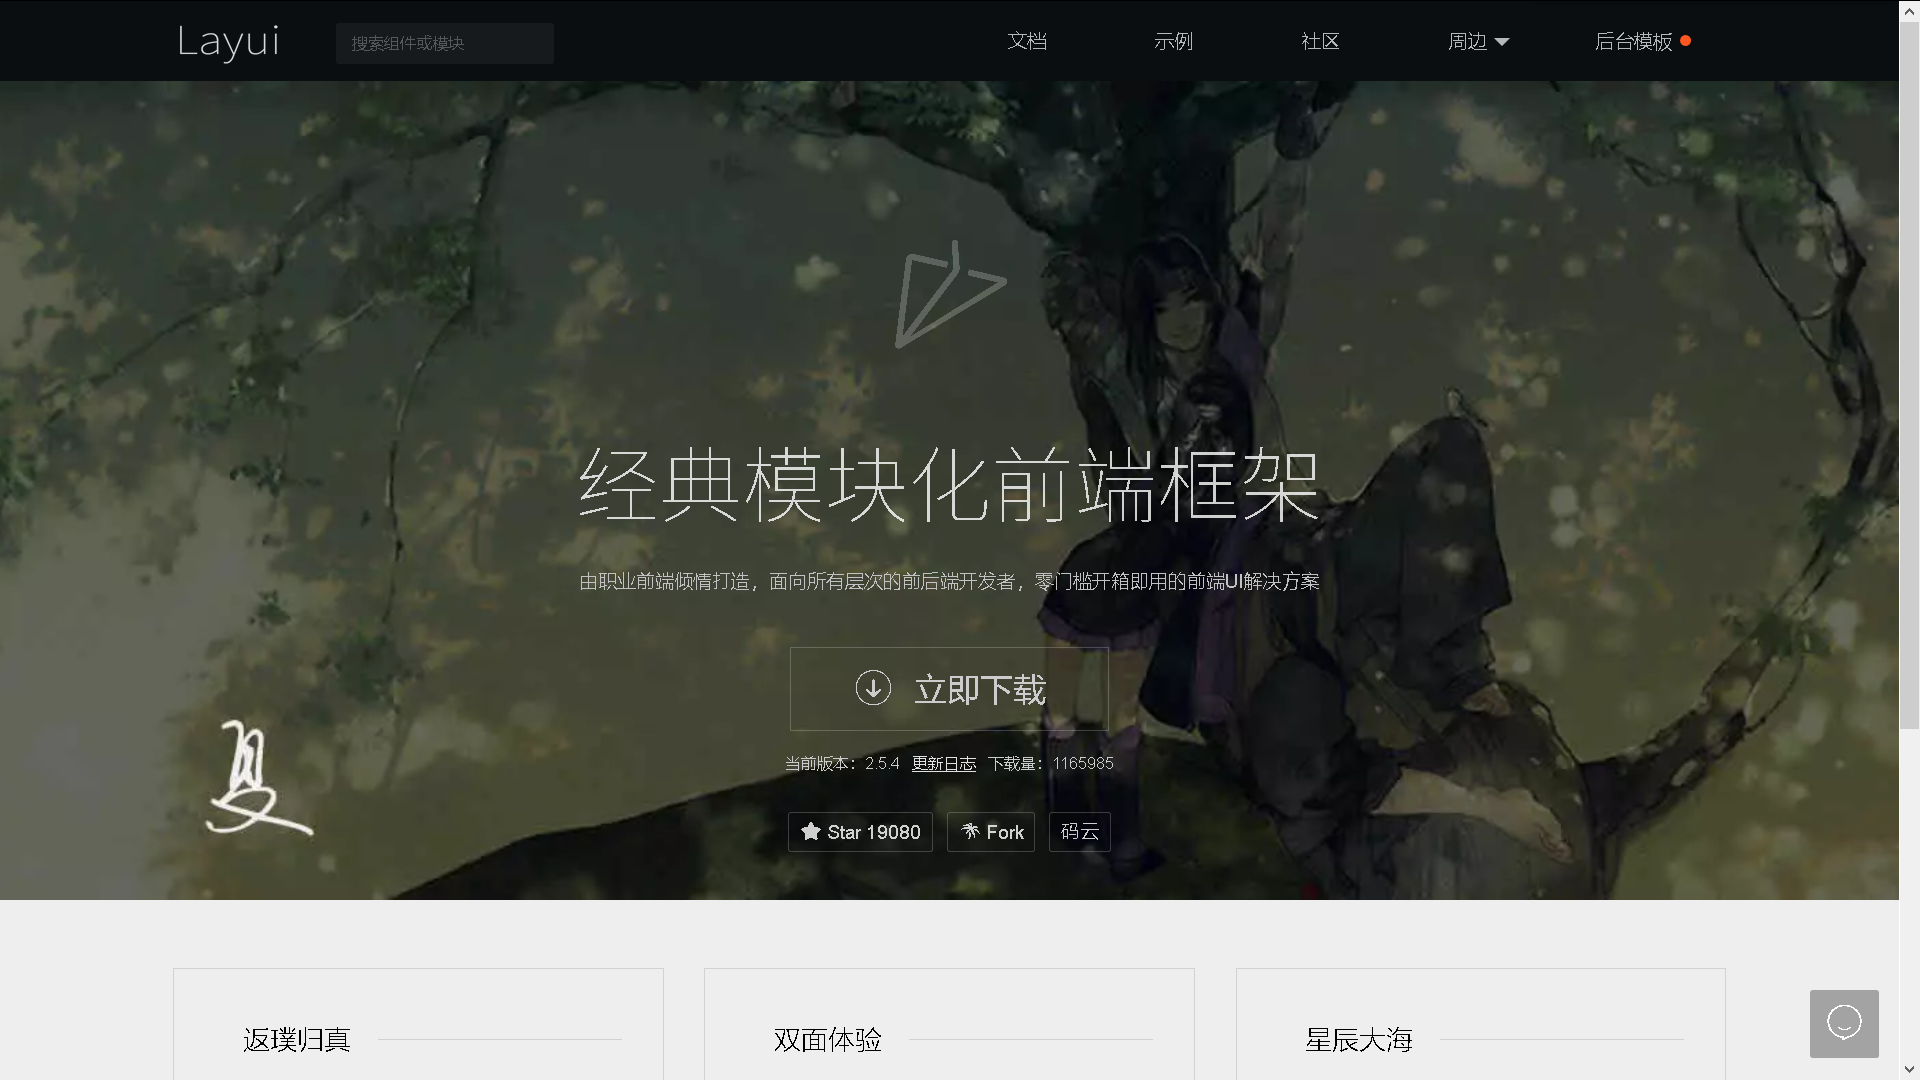 Layui 搜索组件或模块 文档 示例 社区 周边 后台模板
经典模块化前端框架
由职业前端倾情打造，面向所有层次的前后端开发者，零门槛开箱即用的前端UI解决方案
立即下载
当前版本：2.5.4 更新日志 下载量：1165985
夏
Star 19080 Fork 码云
返璞归真 双面体验 星辰大海